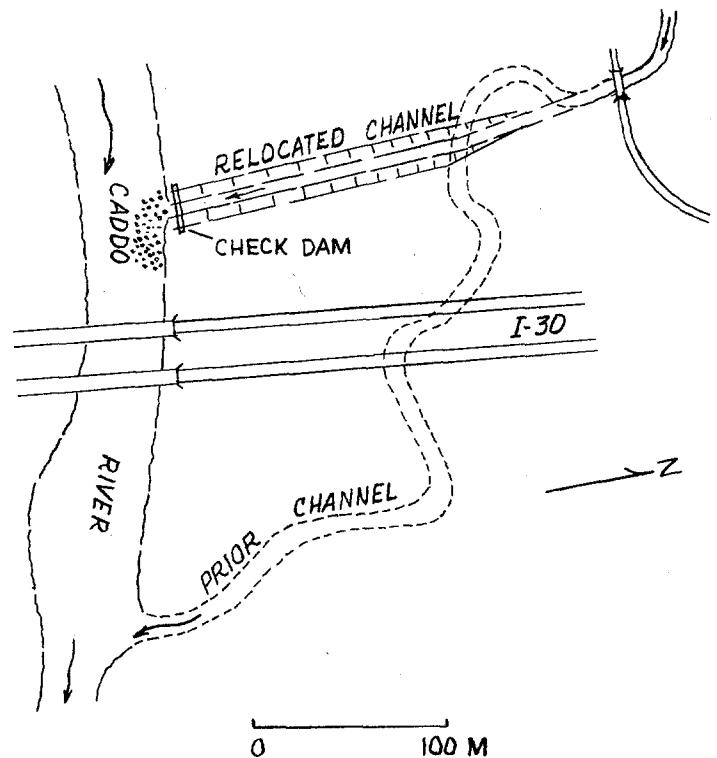 RELOCATED CHANNEL
CADDO
CHECK DAM
I-30
N
RIVER
PRIOR CHANNEL
0 100 M